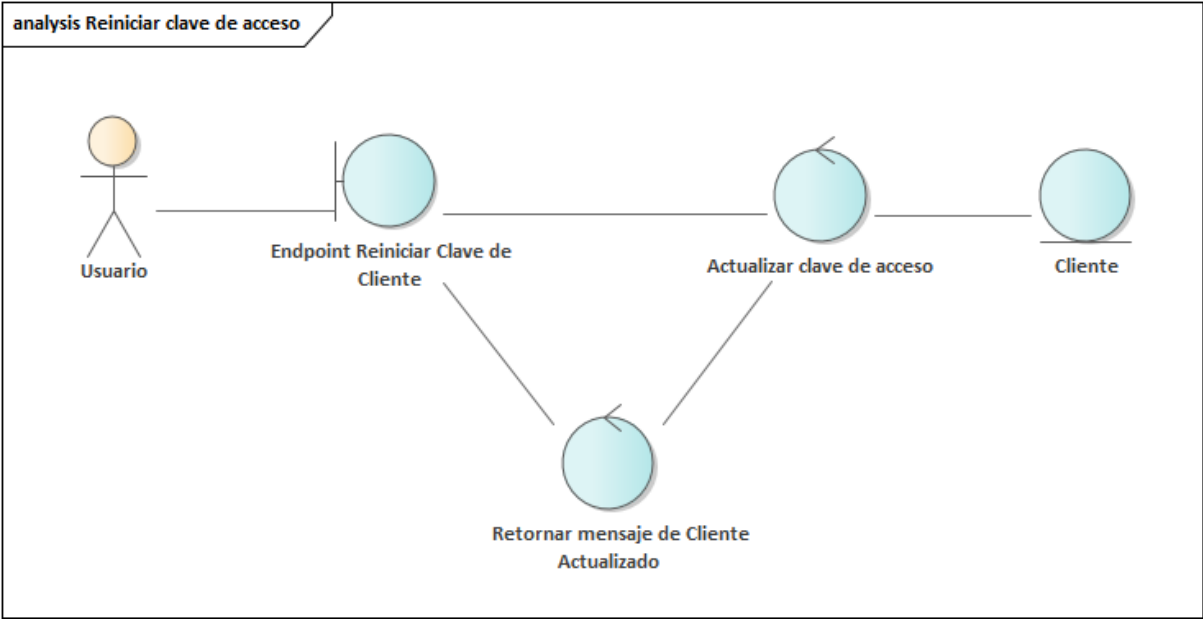 analysis Reiniciar clave de acceso
Usuario
Endpoint Reiniciar Clave de
Cliente
Actualizar clave de acceso
Cliente
Retornar mensaje de Cliente
Actualizado